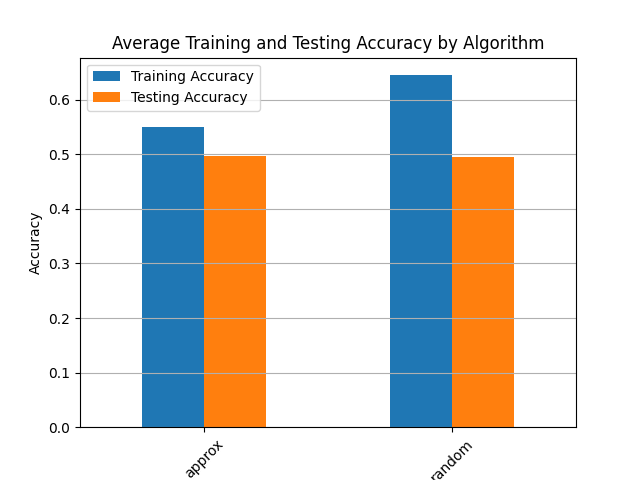 Average Training and Testing Accuracy by Algorithm
Training Accuracy
Testing Accuracy
Accuracy
0.6
0.5
0.4
0.3
0.2
0.1
0.0
approx
random